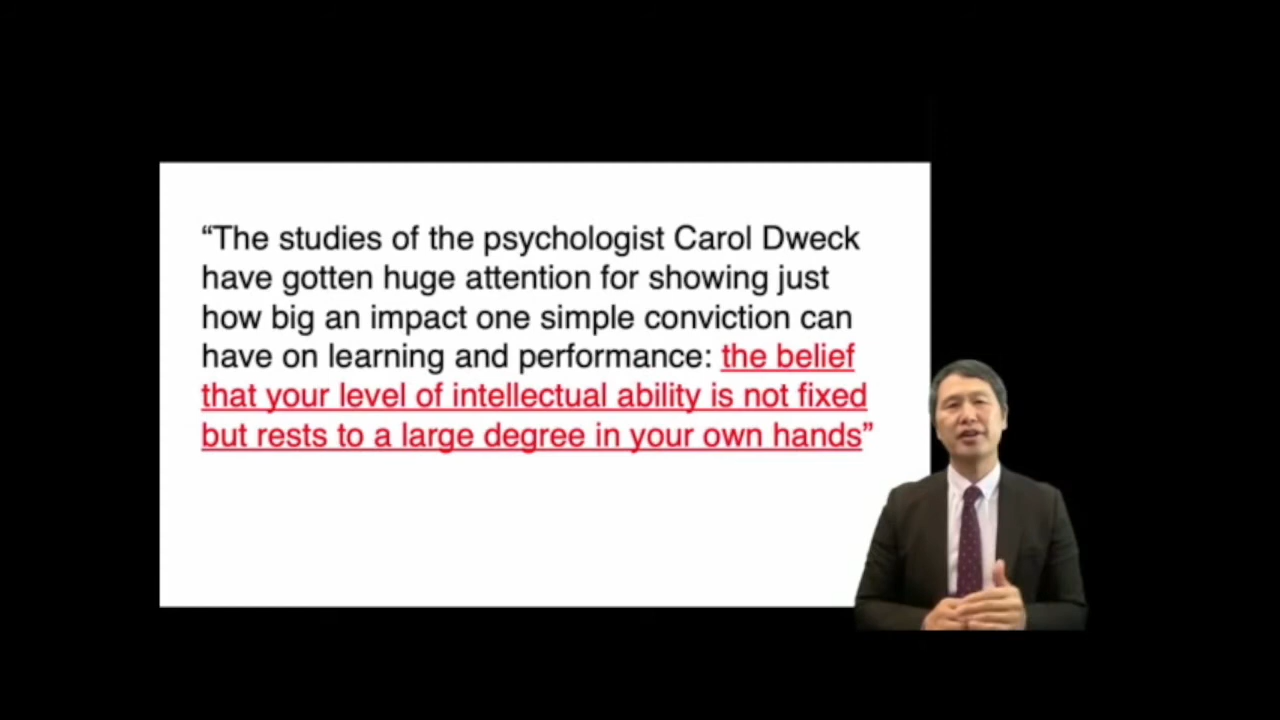 “The studies of the psychologist Carol Dweck
have gotten huge attention for showing just
how big an impact one simple conviction can
have on learning and performance: the belief
that your level of intellectual ability is not fixed
but rests to a large degree in your own hands”